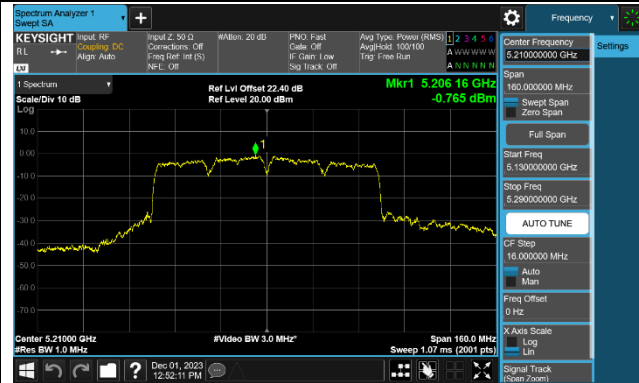 Spectrum Analyzer 1
Swept SA
Frequency
KEYSIGHT
Input: RF
Input Z: 50 Ω
#Atten: 20 dB
PNO: Fast
Avg Type: Power (RMS)
1 2 3 4 5 6
RL
Coupling: DC
Corrections: Off
Gate: Off
Avg|Hold: 100/100
A WWWWW
Align: Auto
Freq Ref: Int (S)
IF Gain: Low
Trig: Free Run
NFE: Off
Sig Track: Off
A N N N N N
LXI
Center Frequency
5.210000000 GHz
Settings
Span
160.000000 MHz
Swept Span
Zero Span
Full Span
Start Freq
5.130000000 GHz
Stop Freq
5.290000000 GHz
AUTO TUNE
CF Step
16.000000 MHz
Auto
Man
Freq Offset
0 Hz
X Axis Scale
Log
Lin
Signal Track
(Span Zoom)
1 Spectrum
Scale/Div 10 dB
Log
Ref Lvl Offset 22.40 dB
Ref Level 20.00 dBm
Mkr1 5.206 16 GHz
-0.765 dBm
1
10.0
0.00
-10.0
-20.0
-30.0
-40.0
-50.0
-60.0
-70.0
Center 5.21000 GHz
#Video BW 3.0 MHz*
Span 160.0 MHz
#Res BW 1.0 MHz
Sweep 1.07 ms (2001 pts)
?
Dec 01, 2023
12:52:11 PM